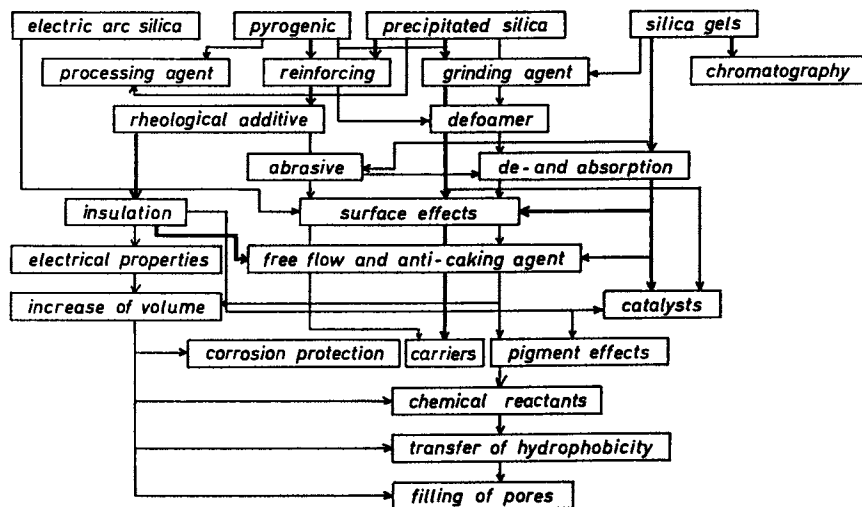 electric arc silica
pyrogenic
precipitated silica
silica gels
processing agent
reinforcing
grinding agent
chromatography
rheological additive
defoamer
abrasive
de- and absorption
insulation
surface effects
electrical properties
free flow and anti-caking agent
increase of volume
catalysts
corrosion protection
carriers
pigment effects
chemical reactants
transfer of hydrophobicity
filling of pores